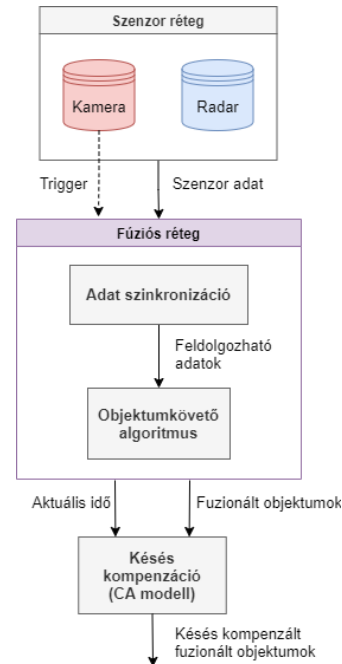 Szenzor réteg
Kamera
Radar
Trigger
Szenzor adat
Fúziós réteg
Adat szinkronizáció
Feldolgozható
adatok
Objektumkövető
algoritmus
Aktuális idő
Fuzionált objektumok
Késés
kompenzáció
(CA modell)
Késés kompenzált
fuzionált objektumok